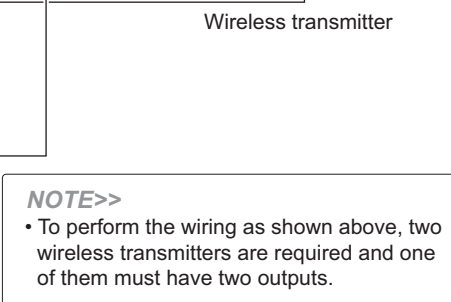 Wireless transmitter
NOTE>>
• To perform the wiring as shown above, two
wireless transmitters are required and one
of them must have two outputs.